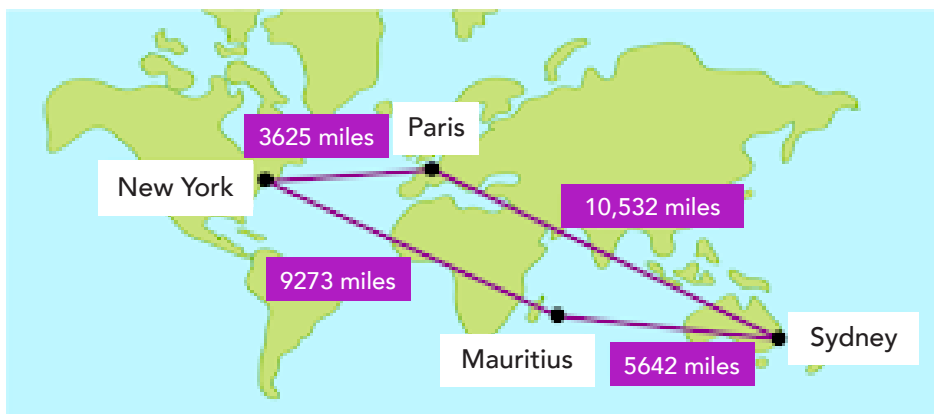 Paris
3625 miles
New York
10,532 miles
9273 miles
Sydney
Mauritius
5642 miles